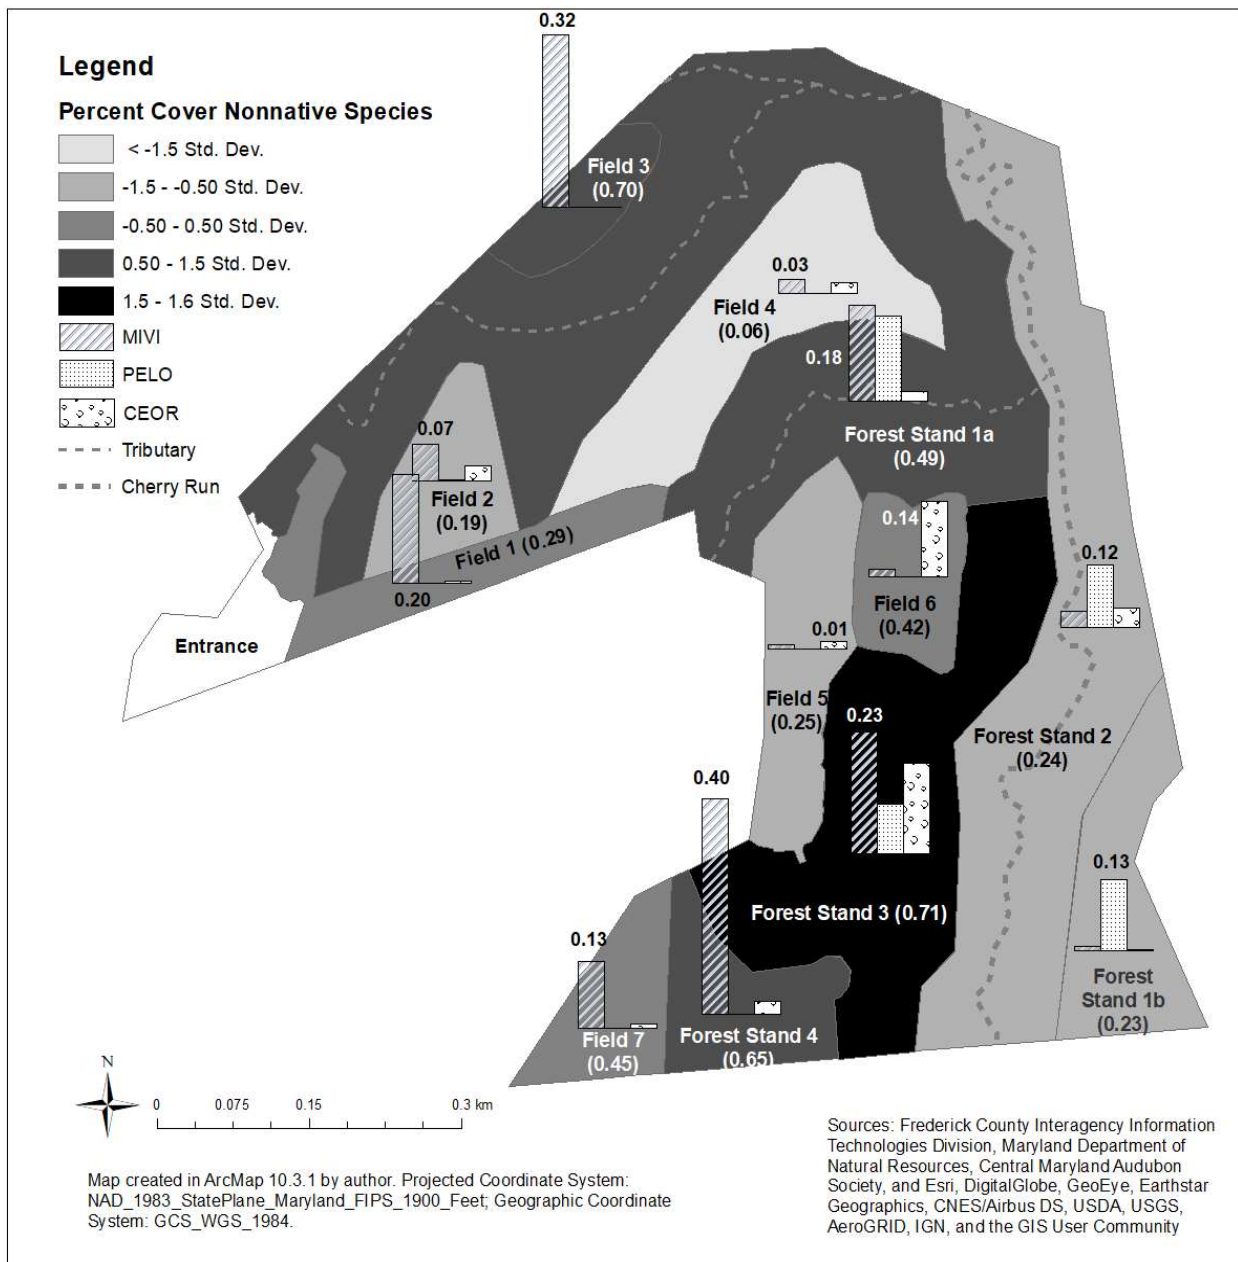 0.32
Legend
Percent Cover Nonnative Species
< -1.5 Std. Dev.
-1.5 - -0.50 Std. Dev.
-0.50 - 0.50 Std. Dev.
0.50 - 1.5 Std. Dev.
1.5 - 1.6 Std. Dev.
MIVI
PELO
CEOR
Tributary
Cherry Run
Field 3
(0.70)
0.03
Field 4
(0.06)
0.18
Forest Stand 1a
(0.49)
0.07
Field 2
(0.19)
Field 1 (0.29)
0.20
Entrance
0.14
Field 6
(0.42)
0.12
0.01
Field 5
(0.25)
0.23
Forest Stand 2
(0.24)
0.40
Forest Stand 3 (0.71)
0.13
Forest
Stand 1b
(0.23)
0.13
Field 7
(0.45)
Forest Stand 4
(0.65)
N
0 0.075 0.15 0.3 km
Map created in ArcMap 10.3.1 by author. Projected Coordinate System:
NAD_1983_StatePlane_Maryland_FIPS_1900_Feet; Geographic Coordinate
System: GCS_WGS_1984.
Sources: Frederick County Interagency Information
Technologies Division, Maryland Department of
Natural Resources, Central Maryland Audubon
Society, and Esri, DigitalGlobe, GeoEye, Earthstar
Geographics, CNES/Airbus DS, USDA, USGS,
AeroGRID, IGN, and the GIS User Community